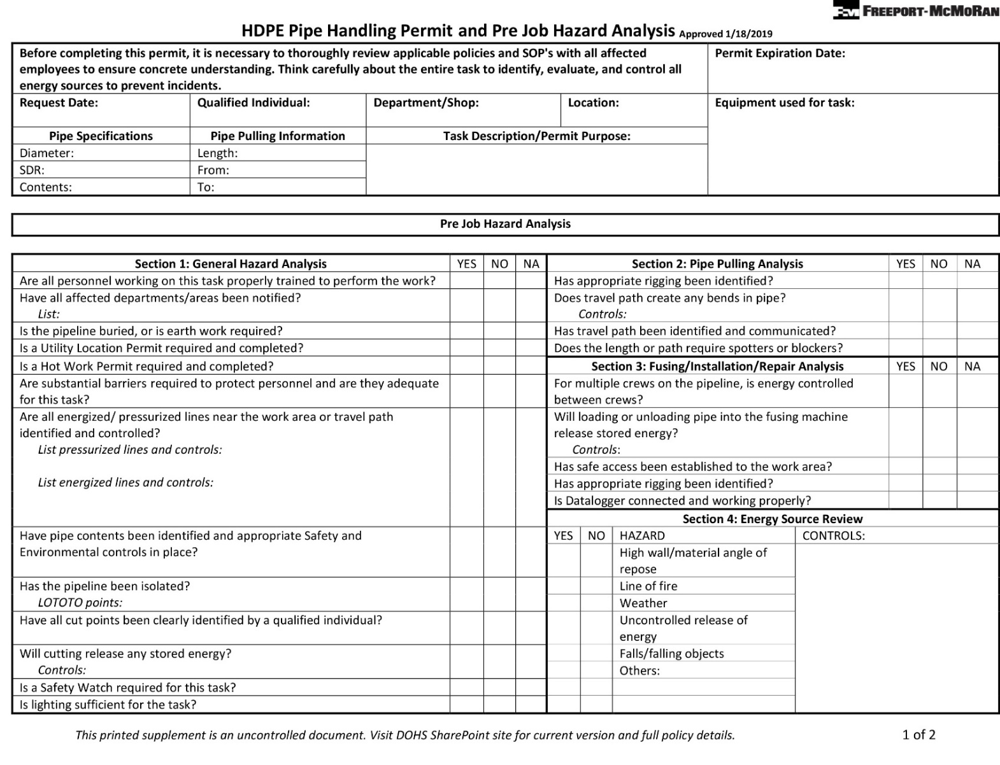 FREEPORT-McMoRAN
HDPE Pipe Handling Permit and Pre Job Hazard Analysis Approved 1/18/2019
Before completing this permit, it is necessary to thoroughly review applicable policies and SOP's with all affected
employees to ensure concrete understanding. Think carefully about the entire task to identify, evaluate, and control all
energy sources to prevent incidents.
Permit Expiration Date:
Request Date:
Qualified Individual:
Department/Shop:
Location:
Equipment used for task:
Pipe Specifications
Pipe Pulling Information
Task Description/Permit Purpose:
Diameter:
Length:
SDR:
From:
Contents:
To:
Pre Job Hazard Analysis
Section 1: General Hazard Analysis YES NO NA
Are all personnel working on this task properly trained to perform the work?
Have all affected departments/areas been notified?
List:
Is the pipeline buried, or is earth work required?
Is a Utility Location Permit required and completed?
Is a Hot Work Permit required and completed?
Are substantial barriers required to protect personnel and are they adequate
for this task?
Are all energized/ pressurized lines near the work area or travel path
identified and controlled?
List pressurized lines and controls:
List energized lines and controls:
Have pipe contents been identified and appropriate Safety and
Environmental controls in place?
Has the pipeline been isolated?
LOTOTO points:
Have all cut points been clearly identified by a qualified individual?
Will cutting release any stored energy?
Controls:
Is a Safety Watch required for this task?
Is lighting sufficient for the task?
Section 2: Pipe Pulling Analysis YES NO NA
Has appropriate rigging been identified?
Does travel path create any bends in pipe?
Controls:
Has travel path been identified and communicated?
Does the length or path require spotters or blockers?
Section 3: Fusing/Installation/Repair Analysis YES NO NA
For multiple crews on the pipeline, is energy controlled
between crews?
Will loading or unloading pipe into the fusing machine
release stored energy?
Controls:
Has safe access been established to the work area?
Has appropriate rigging been identified?
Is Datalogger connected and working properly?
Section 4: Energy Source Review
YES NO HAZARD CONTROLS:
High wall/material angle of
repose
Line of fire
Weather
Uncontrolled release of
energy
Falls/falling objects
Others:
This printed supplement is an uncontrolled document. Visit DOHS SharePoint site for current version and full policy details.
1 of 2